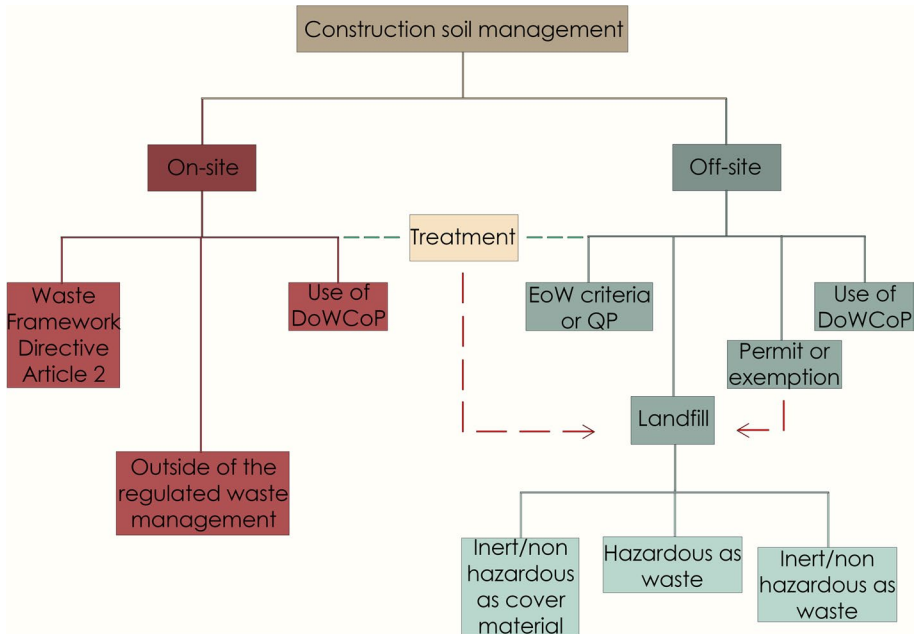 Construction soil management
On-site
Off-site
Treatment
Waste
Framework
Directive
Article 2
Use of
DoWCoP
EoW criteria
or QP
Use of
DoWCoP
Permit or
exemption
Landfill
Outside of the
regulated waste
management
Inert/non
hazardous
as cover
material
Hazardous as
waste
Inert/non
hazardous as
waste